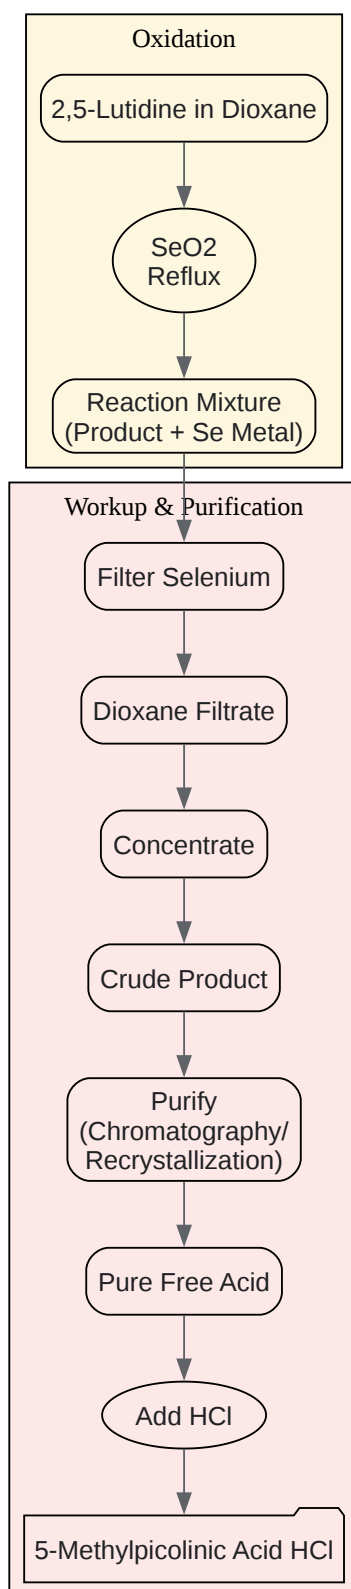 Oxidation
2,5-Lutidine in Dioxane
SeO2
Reflux
Reaction Mixture
(Product + Se Metal)
Workup & Purification
Filter Selenium
Dioxane Filtrate
Concentrate
Crude Product
Purify
(Chromatography/
Recrystallization)
Pure Free Acid
Add HCl
5-Methylpicolinic Acid HCl